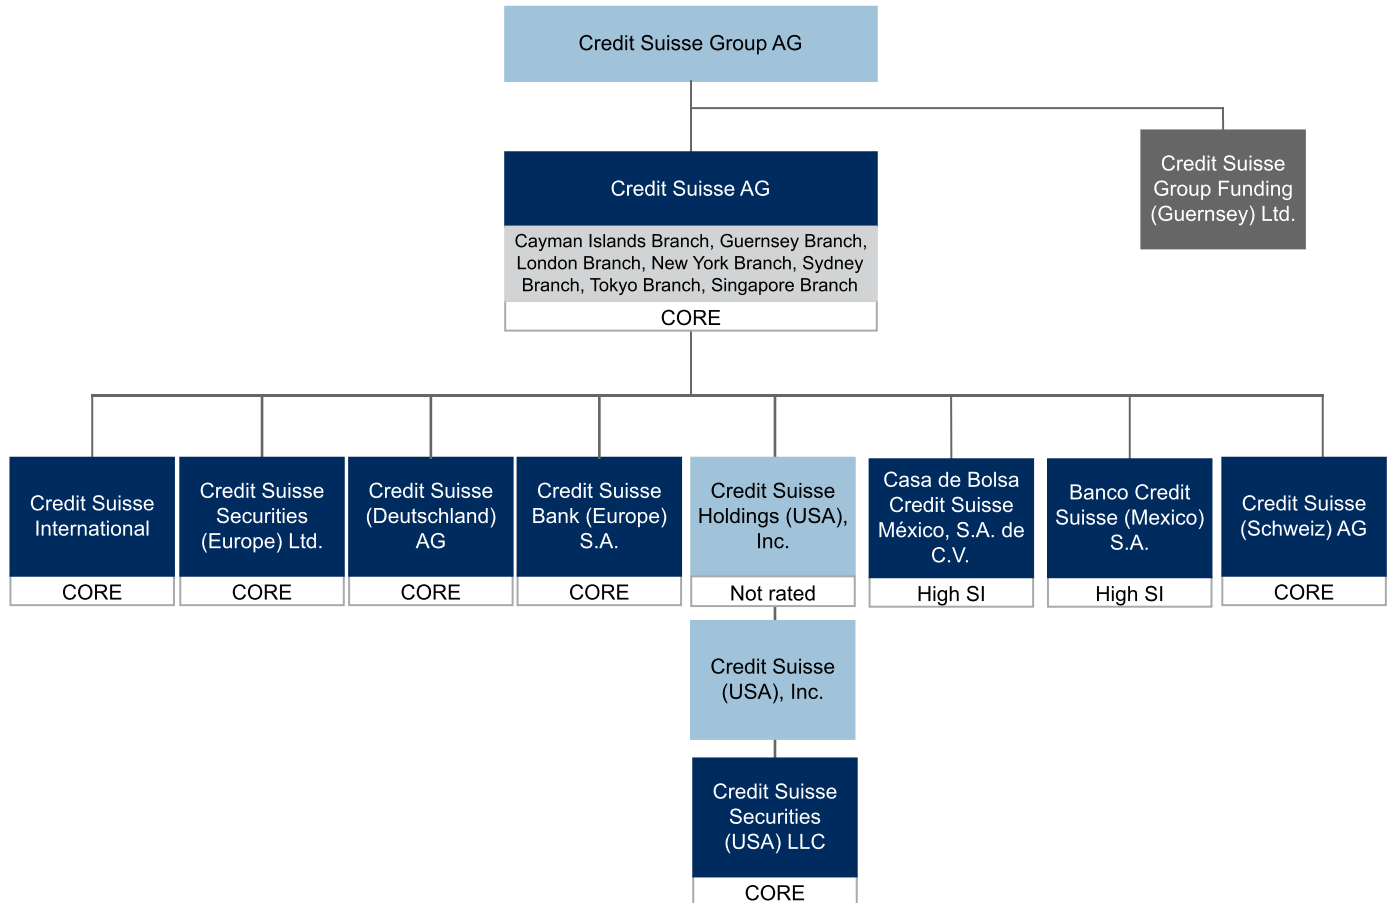 Credit Suisse Group AG
Credit Suisse
Group Funding
(Guernsey) Ltd.
Credit Suisse AG
Cayman Islands Branch, Guernsey Branch,
London Branch, New York Branch, Sydney
Branch, Tokyo Branch, Singapore Branch
CORE
Credit Suisse
International
CORE
Credit Suisse
Securities
(Europe) Ltd.
CORE
Credit Suisse
(Deutschland)
AG
CORE
Credit Suisse
Bank (Europe)
S.A.
CORE
Credit Suisse
Holdings (USA),
Inc.
Not rated
Casa de Bolsa
Credit Suisse
México, S.A. de
C.V.
High SI
Banco Credit
Suisse (Mexico)
S.A.
High SI
Credit Suisse
(Schweiz) AG
CORE
Credit Suisse
(USA), Inc.
Credit Suisse
Securities
(USA) LLC
CORE